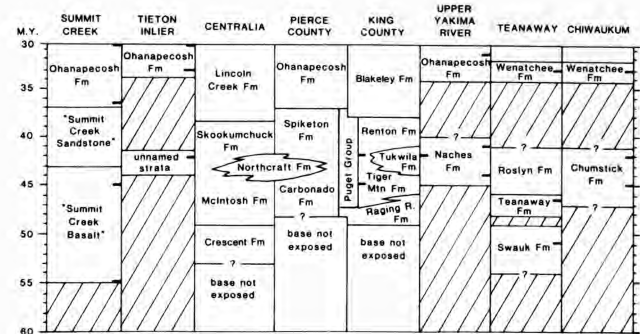 M.Y.
SUMMIT CREEK
TIETON INLIER
CENTRALIA
PIERCE COUNTY
KING COUNTY
UPPER YAKIMA RIVER
TEANAWAY
CHIWAUKUM
30
35
40
45
50
55
60
Ohanapecosh Fm
"Summit Creek Sandstone"
"Summit Creek Basalt"
Ohanapecosh Fm
unnamed strata
Lincoln Creek Fm
Skookumchuck Fm
Northcraft Fm
McIntosh Fm
Crescent Fm
?
base not exposed
Ohanapecosh Fm
Spiketon Fm
Carbonado Fm
?
base not exposed
Puget Group
Blakeley Fm
Renton Fm
Tukwila Fm
Tiger Mtn Fm
Raging R. Fm
base not exposed
Ohanapecosh Fm
?
Naches Fm
Wenatchee Fm
?
Roslyn Fm
Teanaway Fm
Swauk Fm
?
Wenatchee Fm
?
Chumstick Fm
?